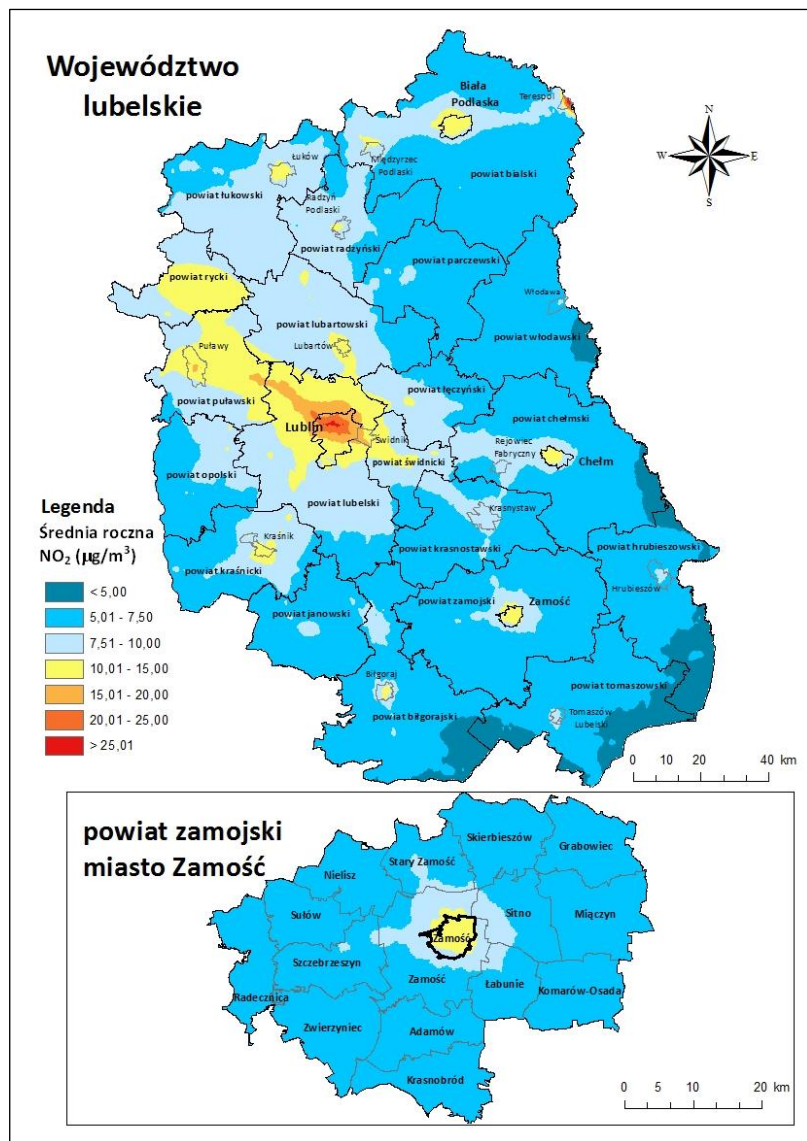 Województwo
lubelskie
Biała
Podlaska
Terespol
N
W E
S
Łuków
Międzyrzec
Podlaski
powiat bialski
powiat łukowski
Radzyń
Podlaski
powiat radzyński
powiat parczewski
powiat rycki
Włodawa
powiat lubartowski
powiat włodawski
Puławy
Lubartów
powiat puławski
powiat łęczyński
powiat chełmski
Lublin
Świdnik
Rejowiec
Fabryczny
Chełm
powiat świdnicki
powiat opolski
powiat lubelski
Krasnystaw
Kraśnik
powiat kraśnicki
powiat krasnostawski
powiat hrubieszowski
Hrubieszów
powiat zamojski
Zamość
powiat janowski
Biłgoraj
powiat biłgorajski
powiat tomaszowski
Tomaszów
Lubelski
Legenda
Średnia roczna
NO₂ (µg/m³)
< 5,00
5,01 - 7,50
7,51 - 10,00
10,01 - 15,00
15,01 - 20,00
20,01 - 25,00
> 25,01
0 10 20 40 km
powiat zamojski
miasto Zamość
Skierbieszów
Grabowiec
Stary Zamość
Nielisz
Sułów
Sitno
Miączyn
Zamość
Szczebrzeszyn
Zamość
Łabunie
Komarów-Osada
Radecznica
Zwierzyniec
Adamów
Krasnobród
0 5 10 20 km